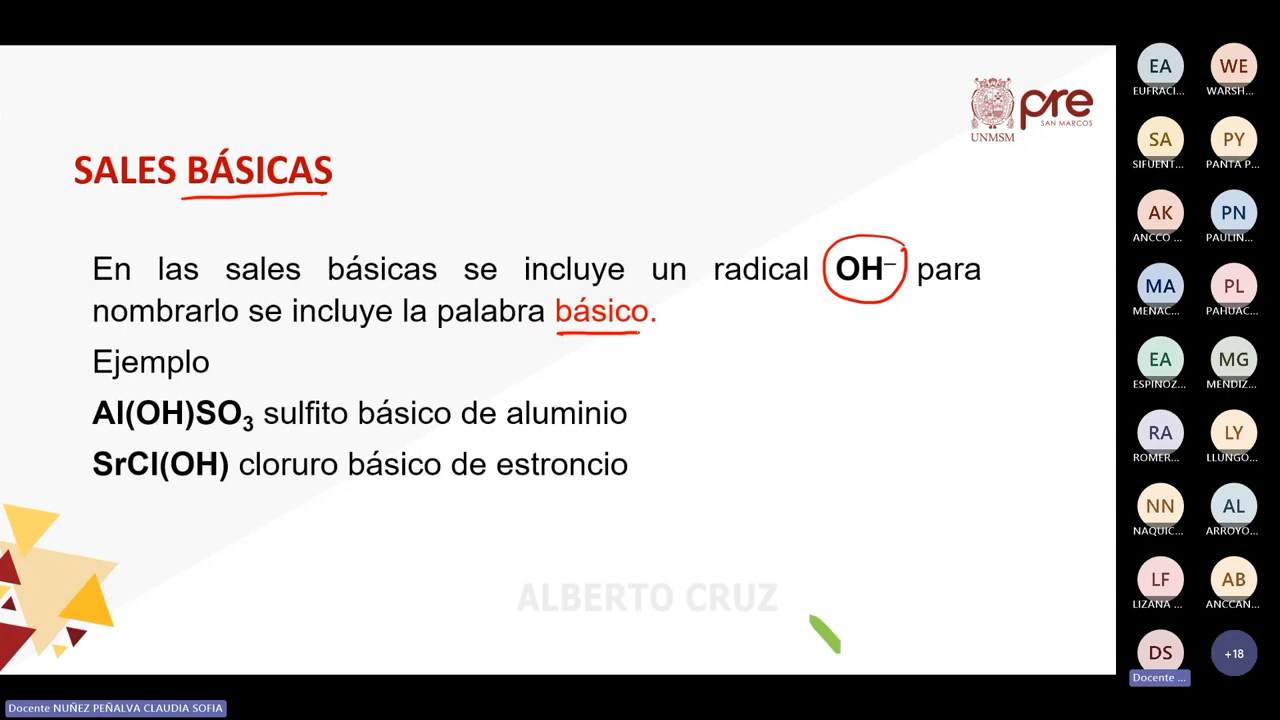 UNMSM
pre
SAN MARCOS
SALES BÁSICAS
En las sales básicas se incluye un radical OH⁻ para
nombrarlo se incluye la palabra básico.
Ejemplo
Al(OH)SO₃ sulfito básico de aluminio
SrCl(OH) cloruro básico de estroncio
ALBERTO CRUZ
EA
EUFRACI...
WE
WARSH...
SA
SIFUENT...
PY
PANTA P...
AK
ANCCO ...
PN
PAULIN...
MA
MENAC...
PL
PAHUAC...
EA
ESPINOZ...
MG
MENDIZ...
RA
ROMER...
LY
LLUNGO...
NN
NAQUIC...
AL
ARROYO...
LF
LIZANA ...
AB
ANCCAN...
DS
Docente ...
+18
Docente NUÑEZ PEÑALVA CLAUDIA SOFIA